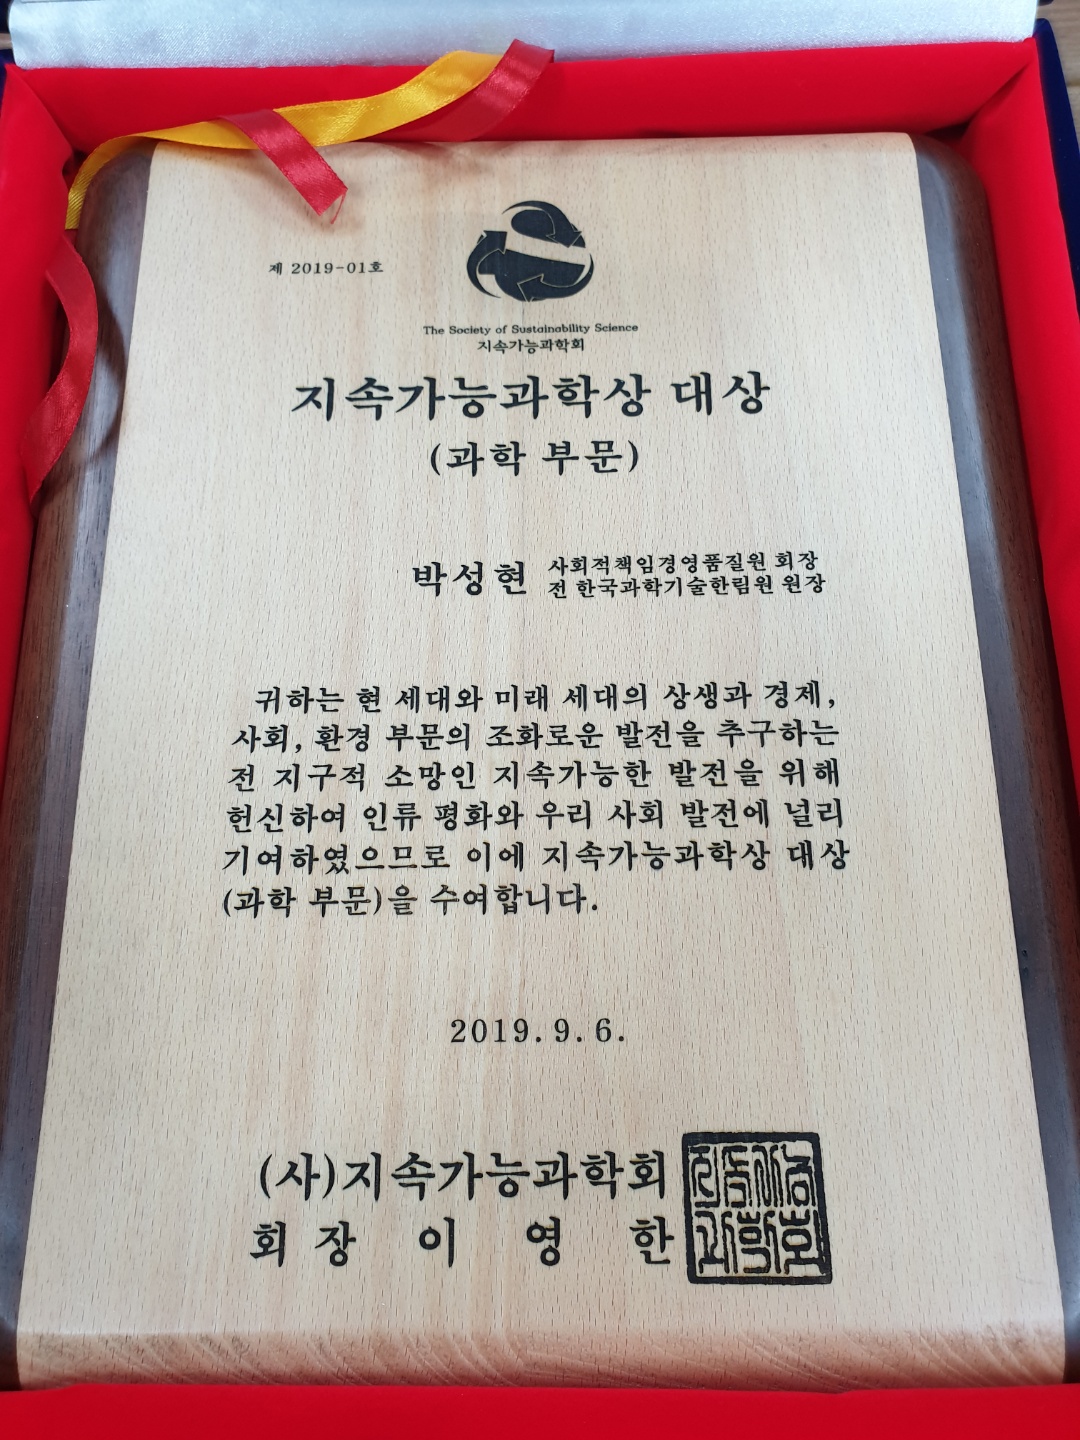 제 2019-01호
The Society of Sustainability Science
지속가능과학회
지속가능과학상 대상
(과학 부문)
박성현 사회적책임경영품질원 회장
전 한국과학기술한림원 원장
귀하는 현 세대와 미래 세대의 상생과 경제,
사회, 환경 부문의 조화로운 발전을 추구하는
전 지구적 소망인 지속가능한 발전을 위해
헌신하여 인류 평화와 우리 사회 발전에 널리
기여하였으므로 이에 지속가능과학상 대상
(과학 부문)을 수여합니다.
2019. 9. 6.
(사)지속가능과학회
회 장 이 영 한